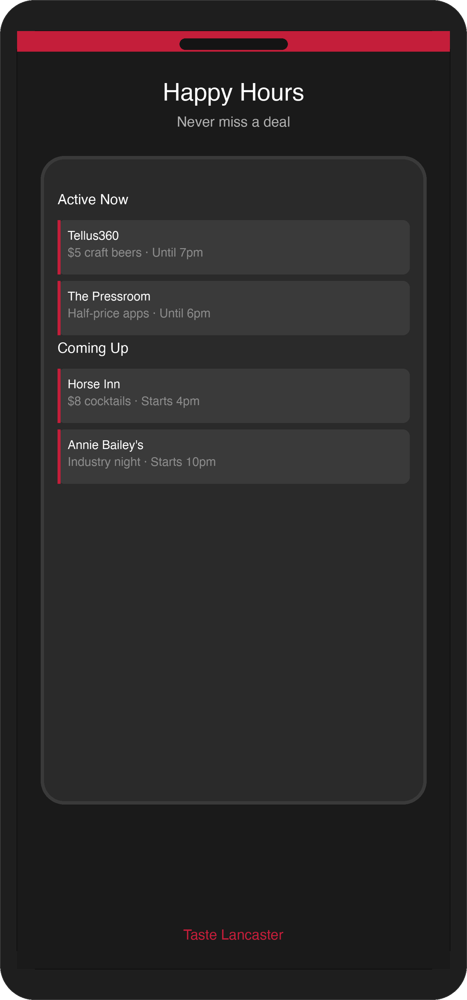 Happy Hours
Never miss a deal
Active Now
Tellus360
$5 craft beers · Until 7pm
The Pressroom
Half-price apps · Until 6pm
Coming Up
Horse Inn
$8 cocktails · Starts 4pm
Annie Bailey's
Industry night · Starts 10pm
Taste Lancaster